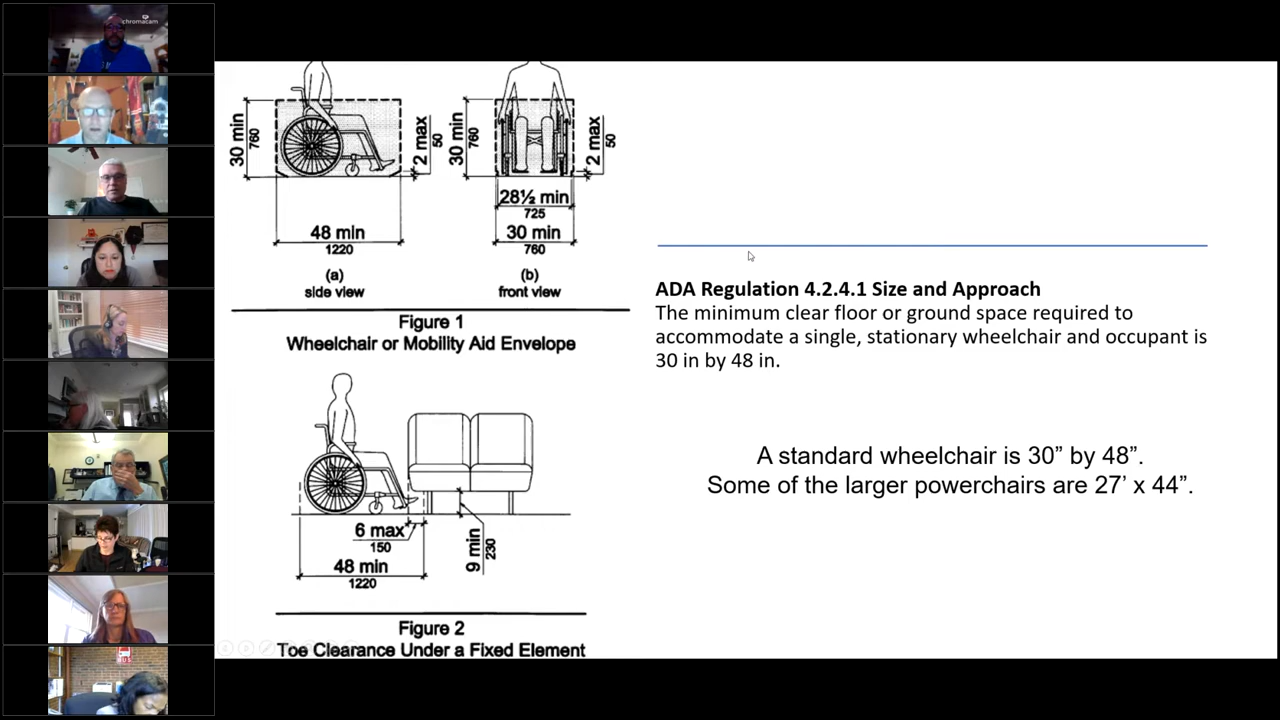 chromacam
30 min
760
2 max
50
48 min
1220
(a)
side view
30 min
760
2 max
50
28½ min
725
30 min
760
(b)
front view
Figure 1
Wheelchair or Mobility Aid Envelope
6 max
150
48 min
1220
9 min
230
Figure 2
Toe Clearance Under a Fixed Element
ADA Regulation 4.2.4.1 Size and Approach
The minimum clear floor or ground space required to
accommodate a single, stationary wheelchair and occupant is
30 in by 48 in.
A standard wheelchair is 30” by 48”.
Some of the larger powerchairs are 27’ x 44”.